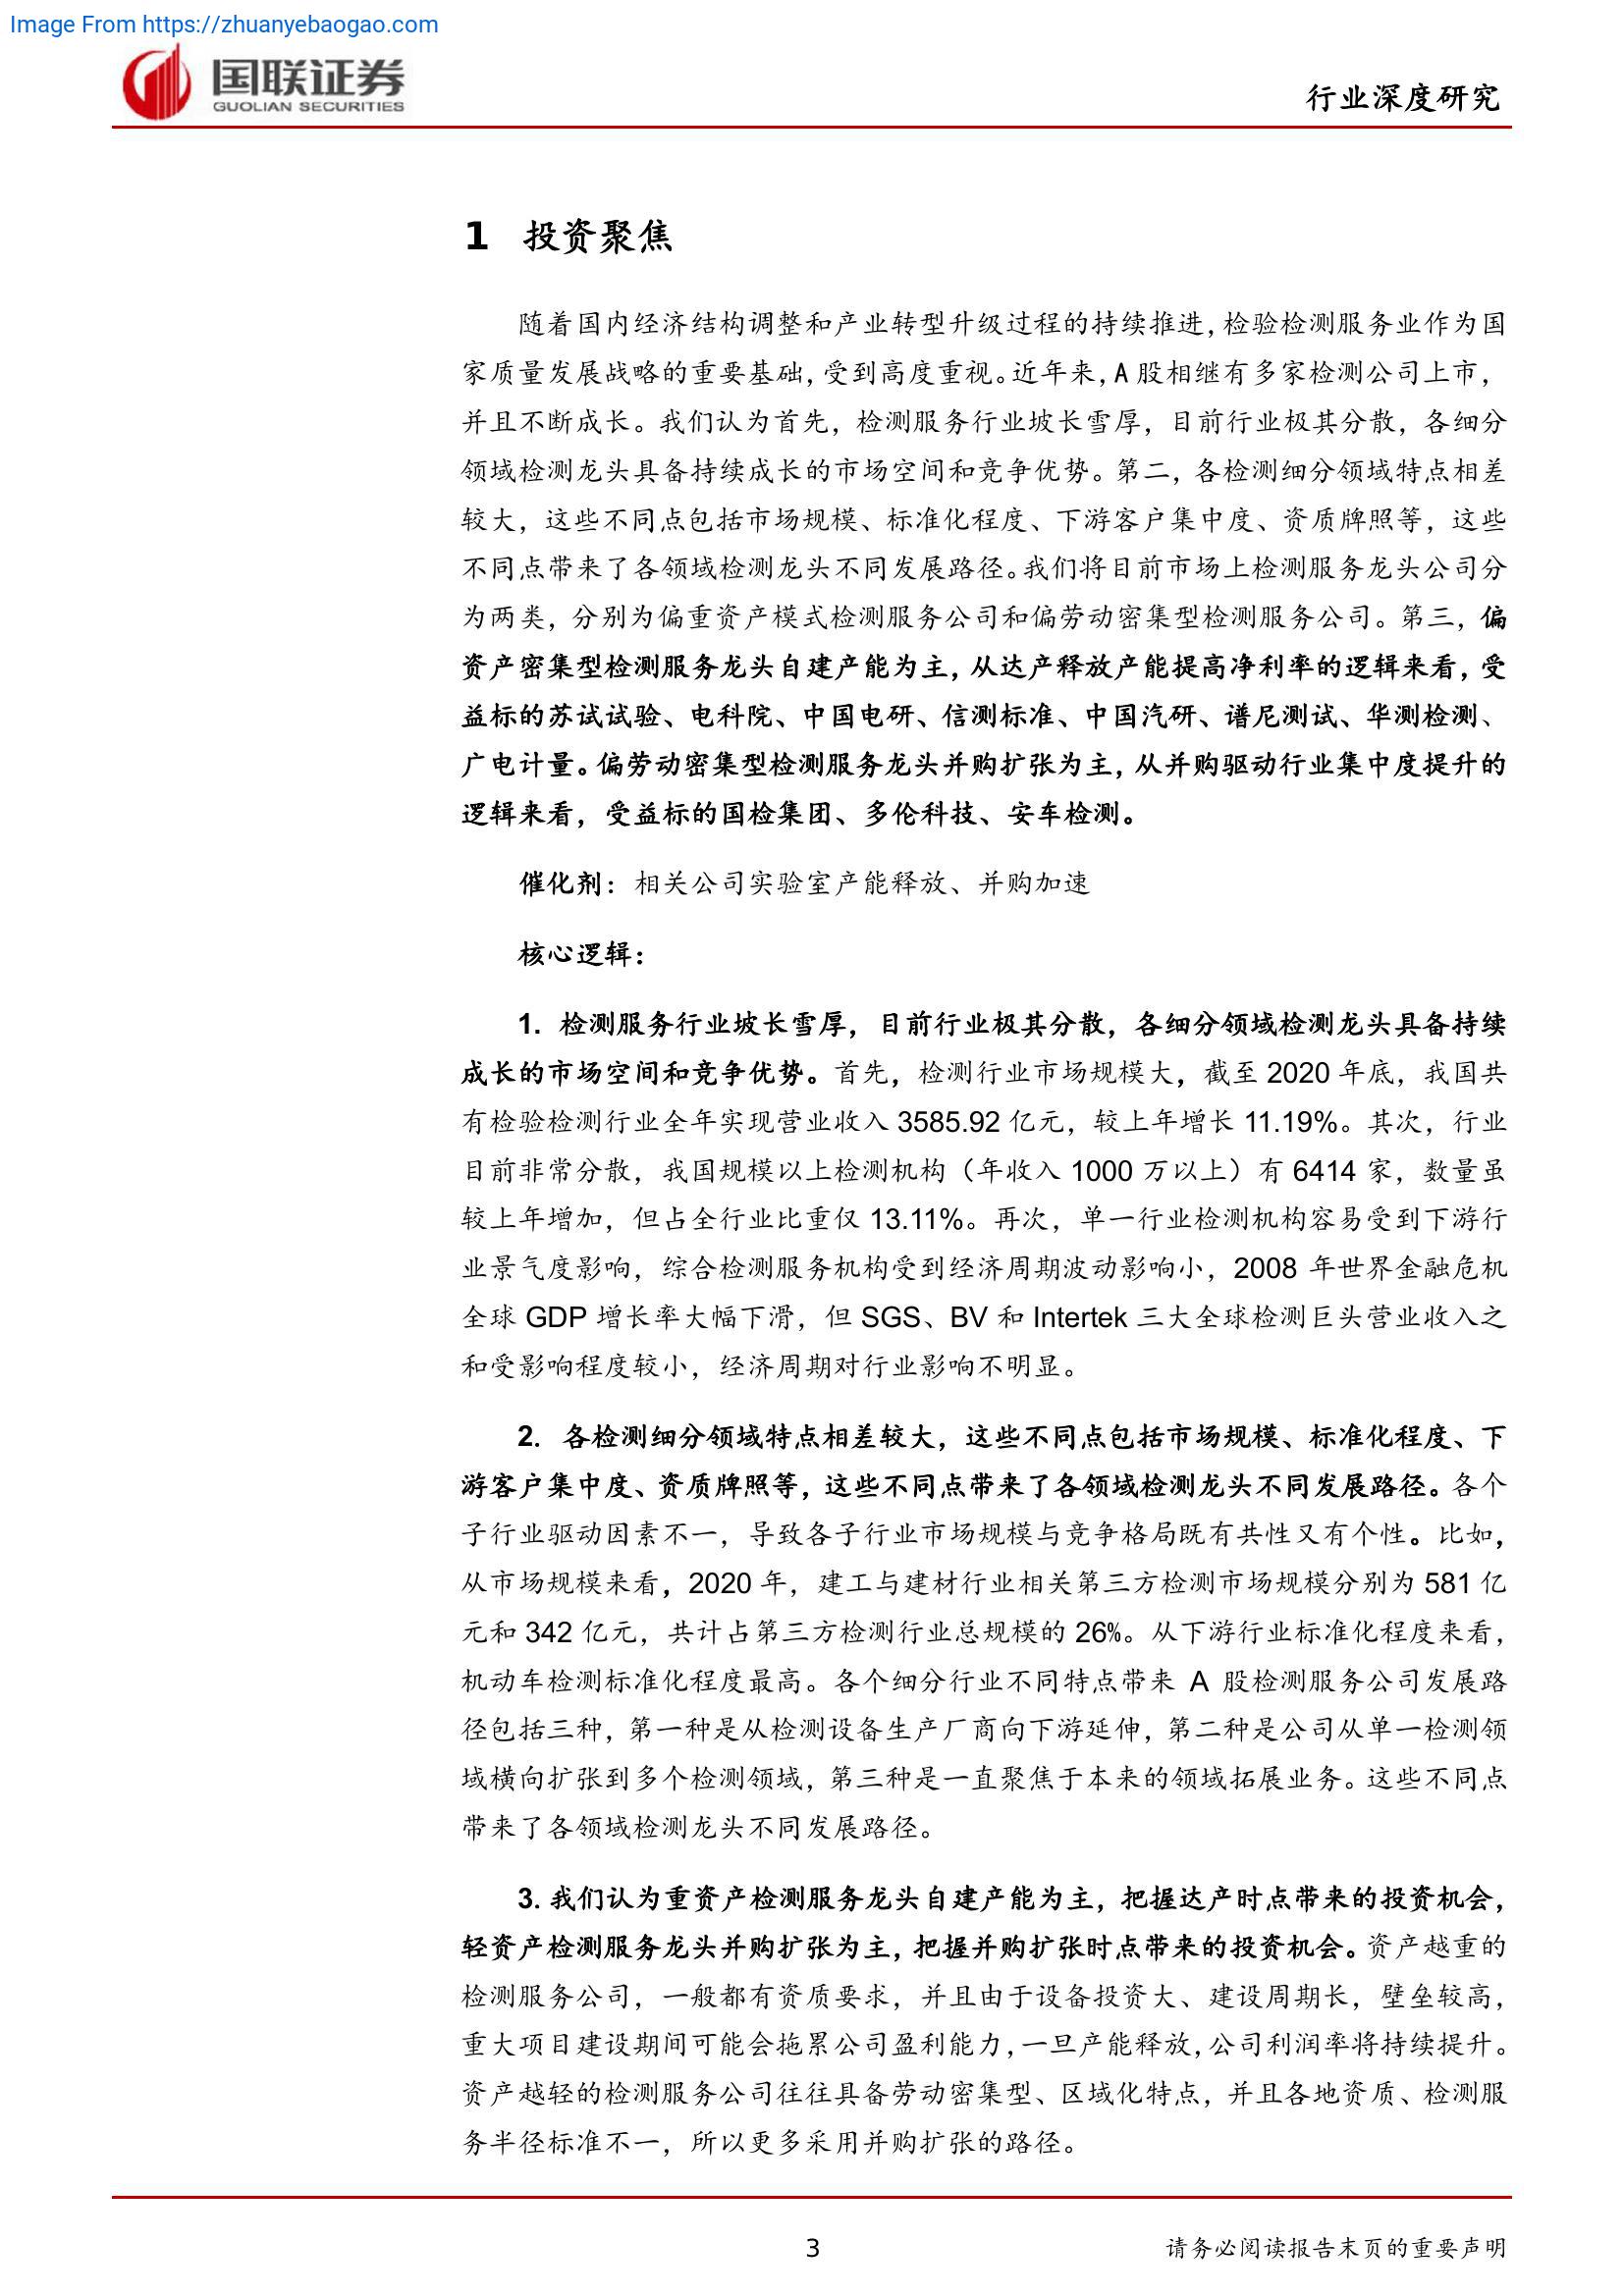 Image From https://zhuanyebaogao.com
国联证券
GUOLIAN SECURITIES
行业深度研究
1 投资聚焦
随着国内经济结构调整和产业转型升级过程的持续推进，检验检测服务业作为国
家质量发展战略的重要基础，受到高度重视。近年来，A 股相继有多家检测公司上市，
并且不断成长。我们认为首先，检测服务行业坡长雪厚，目前行业极其分散，各细分
领域检测龙头具备持续成长的市场空间和竞争优势。第二，各检测细分领域特点相差
较大，这些不同点包括市场规模、标准化程度、下游客户集中度、资质牌照等，这些
不同点带来了各领域检测龙头不同发展路径。我们将目前市场上检测服务龙头公司分
为两类，分别为偏重资产模式检测服务公司和偏劳动密集型检测服务公司。第三，偏
资产密集型检测服务龙头自建产能为主，从达产释放产能提高净利率的逻辑来看，受
益标的苏试试验、电科院、中国电研、信测标准、中国汽研、谱尼测试、华测检测、
广电计量。偏劳动密集型检测服务龙头并购扩张为主，从并购驱动行业集中度提升的
逻辑来看，受益标的国检集团、多伦科技、安车检测。
催化剂：相关公司实验室产能释放、并购加速
核心逻辑：
1. 检测服务行业坡长雪厚，目前行业极其分散，各细分领域检测龙头具备持续
成长的市场空间和竞争优势。首先，检测行业市场规模大，截至 2020 年底，我国共
有检验检测行业全年实现营业收入 3585.92 亿元，较上年增长 11.19%。其次，行业
目前非常分散，我国规模以上检测机构（年收入 1000 万以上）有 6414 家，数量虽
较上年增加，但占全行业比重仅 13.11%。再次，单一行业检测机构容易受到下游行
业景气度影响，综合检测服务机构受到经济周期波动影响小，2008 年世界金融危机
全球 GDP 增长率大幅下滑，但 SGS、BV 和 Intertek 三大全球检测巨头营业收入之
和受影响程度较小，经济周期对行业影响不明显。
2. 各检测细分领域特点相差较大，这些不同点包括市场规模、标准化程度、下
游客户集中度、资质牌照等，这些不同点带来了各领域检测龙头不同发展路径。各个
子行业驱动因素不一，导致各子行业市场规模与竞争格局既有共性又有个性。比如，
从市场规模来看，2020 年，建工与建材行业相关第三方检测市场规模分别为 581 亿
元和 342 亿元，共计占第三方检测行业总规模的 26%。从下游行业标准化程度来看，
机动车检测标准化程度最高。各个细分行业不同特点带来 A 股检测服务公司发展路
径包括三种，第一种是从检测设备生产厂商向下游延伸，第二种是公司从单一检测领
域横向扩张到多个检测领域，第三种是一直聚焦于本来的领域拓展业务。这些不同点
带来了各领域检测龙头不同发展路径。
3. 我们认为重资产检测服务龙头自建产能为主，把握达产时点带来的投资机会，
轻资产检测服务龙头并购扩张为主，把握并购扩张时点带来的投资机会。资产越重的
检测服务公司，一般都有资质要求，并且由于设备投资大、建设周期长，壁垒较高，
重大项目建设期间可能会拖累公司盈利能力，一旦产能释放，公司利润率将持续提升。
资产越轻的检测服务公司往往具备劳动密集型、区域化特点，并且各地资质、检测服
务半径标准不一，所以更多采用并购扩张的路径。
3
请务必阅读报告末页的重要声明